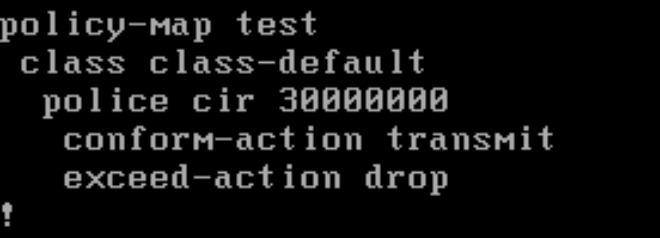 policy-map test
class class-default
police cir 30000000
conform-action transmit
exceed-action drop
!